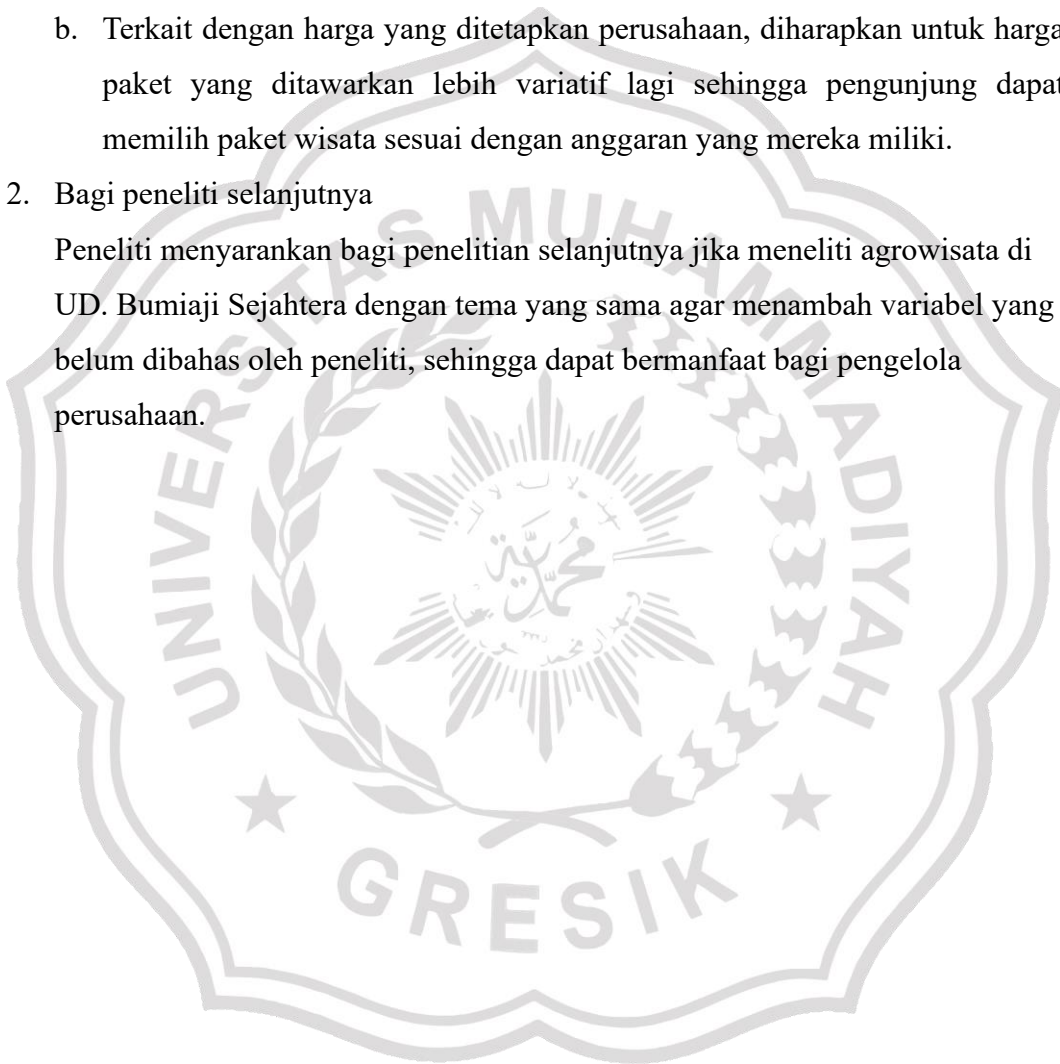 b. Terkait dengan harga yang ditetapkan perusahaan, diharapkan untuk harga
paket yang ditawarkan lebih variatif lagi sehingga pengunjung dapat
memilih paket wisata sesuai dengan anggaran yang mereka miliki.
2. Bagi peneliti selanjutnya
Peneliti menyarankan bagi penelitian selanjutnya jika meneliti agrowisata di
UD. Bumiaji Sejahtera dengan tema yang sama agar menambah variabel yang
belum dibahas oleh peneliti, sehingga dapat bermanfaat bagi pengelola
perusahaan.
UNIVERSITAS MUHAMMADIYAH
GRESIK